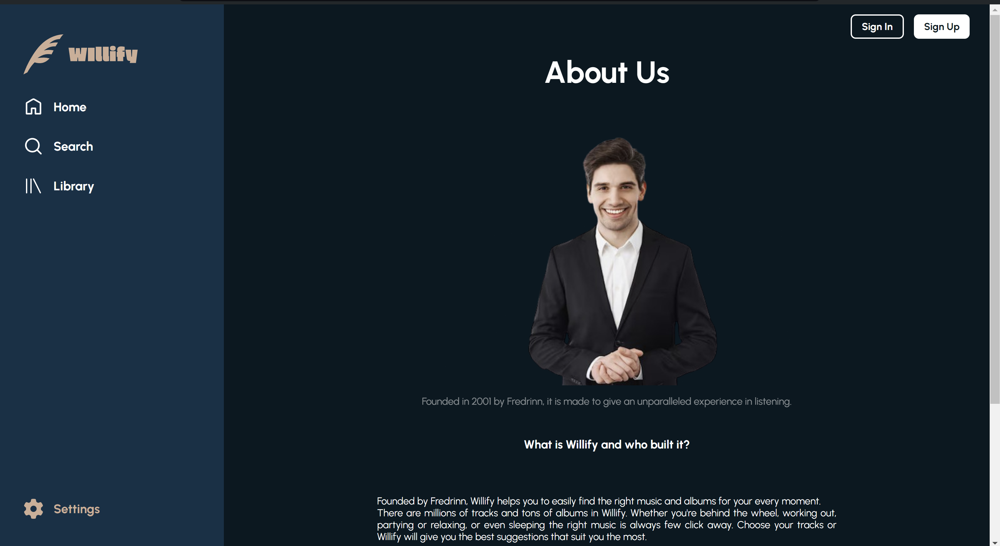 Sign In
Sign Up
WIllify
About Us
Home
Search
Library
Founded in 2001 by Fredrinn, it is made to give an unparalleled experience in listening.
What is Willify and who built it?
Founded by Fredrinn, Willify helps you to easily find the right music and albums for your every moment.
There are millions of tracks and tons of albums in Willify. Whether you're behind the wheel, working out,
partying or relaxing, or even sleeping the right music is always few click away. Choose your tracks or
Willify will give you the best suggestions that suit you the most.
Settings